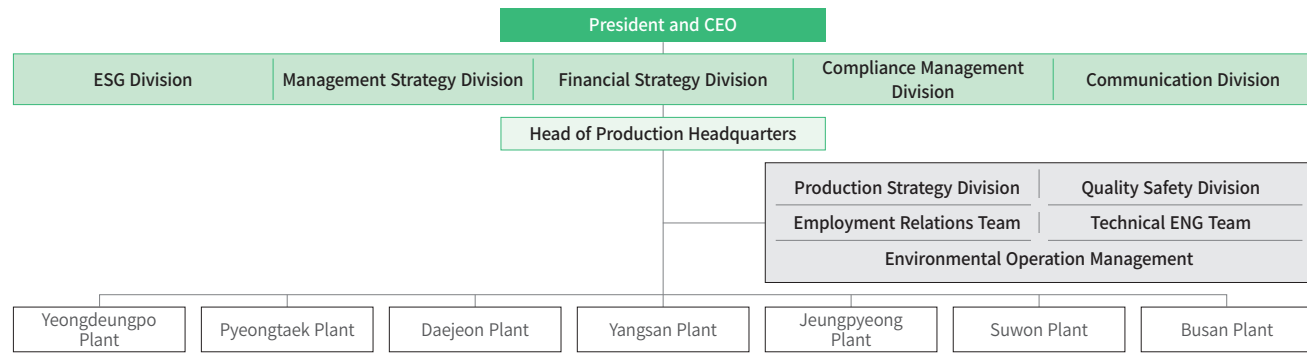 President and CEO
ESG Division
Management Strategy Division
Financial Strategy Division
Compliance Management
Division
Communication Division
Head of Production Headquarters
Production Strategy Division
Quality Safety Division
Employment Relations Team
Technical ENG Team
Environmental Operation Management
Yeongdeungpo
Plant
Pyeongtaek Plant
Daejeon Plant
Yangsan Plant
Jeungpyeong
Plant
Suwon Plant
Busan Plant